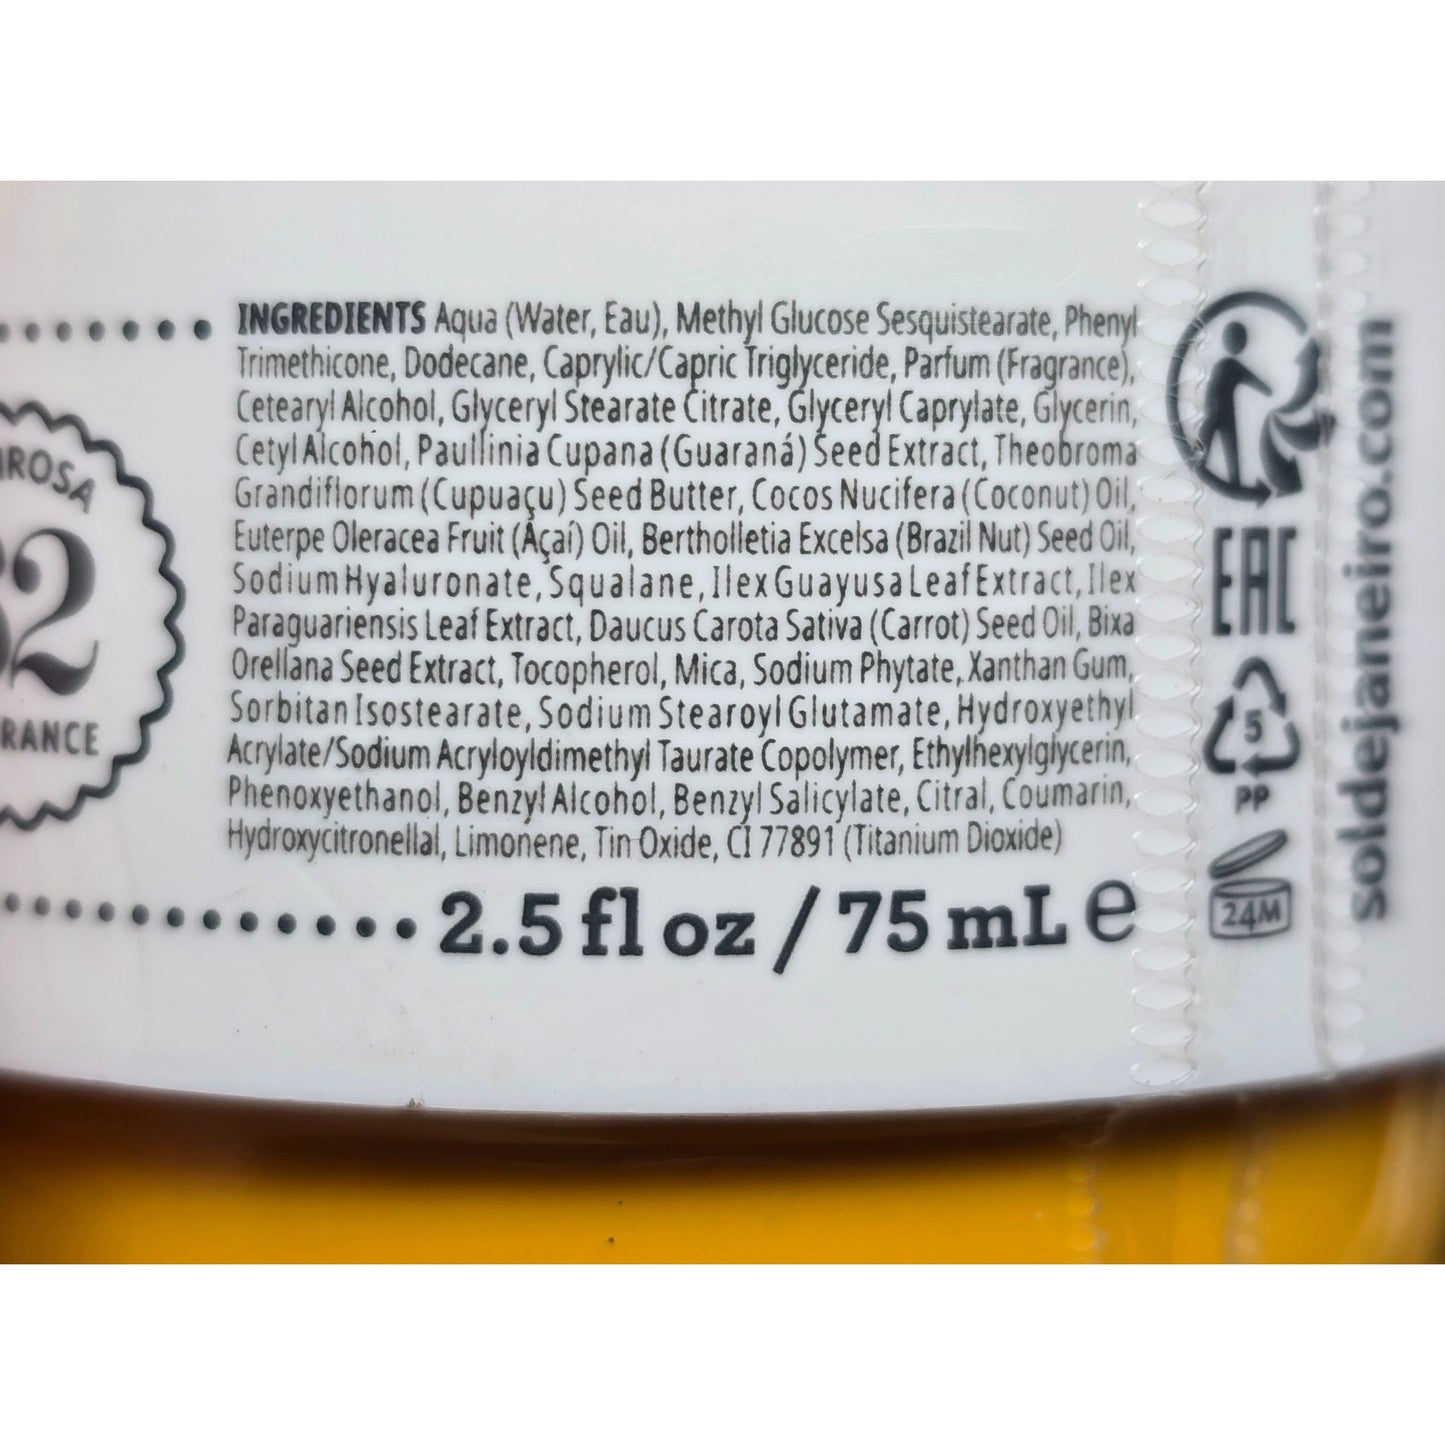 INGREDIENTS Aqua (Water, Eau), Methyl Glucose Sesquistearate, Phenyl
Trimethicone, Dodecane, Caprylic/Capric Triglyceride, Parfum (Fragrance),
Cetearyl Alcohol, Glyceryl Stearate Citrate, Glyceryl Caprylate, Glycerin,
Cetyl Alcohol, Paullinia Cupana (Guaraná) Seed Extract, Theobroma
Grandiflorum (Cupuaçu) Seed Butter, Cocos Nucifera (Coconut) Oil,
Euterpe Oleracea Fruit (Açaí) Oil, Bertholletia Excelsa (Brazil Nut) Seed Oil,
Sodium Hyaluronate, Squalane, Ilex Guayusa Leaf Extract, Ilex
Paraguariensis Leaf Extract, Daucus Carota Sativa (Carrot) Seed Oil, Bixa
Orellana Seed Extract, Tocopherol, Mica, Sodium Phytate, Xanthan Gum,
Sorbitan Isostearate, Sodium Stearoyl Glutamate, Hydroxyethyl
Acrylate/Sodium Acryloyldimethyl Taurate Copolymer, Ethylhexylglycerin,
Phenoxyethanol, Benzyl Alcohol, Benzyl Salicylate, Citral, Coumarin,
Hydroxycitronellal, Limonene, Tin Oxide, CI 77891 (Titanium Dioxide)
2.5 fl oz / 75 mL e
IROSA
62
RANCE
EAC
5
PP
24M
soldejaneiro.com